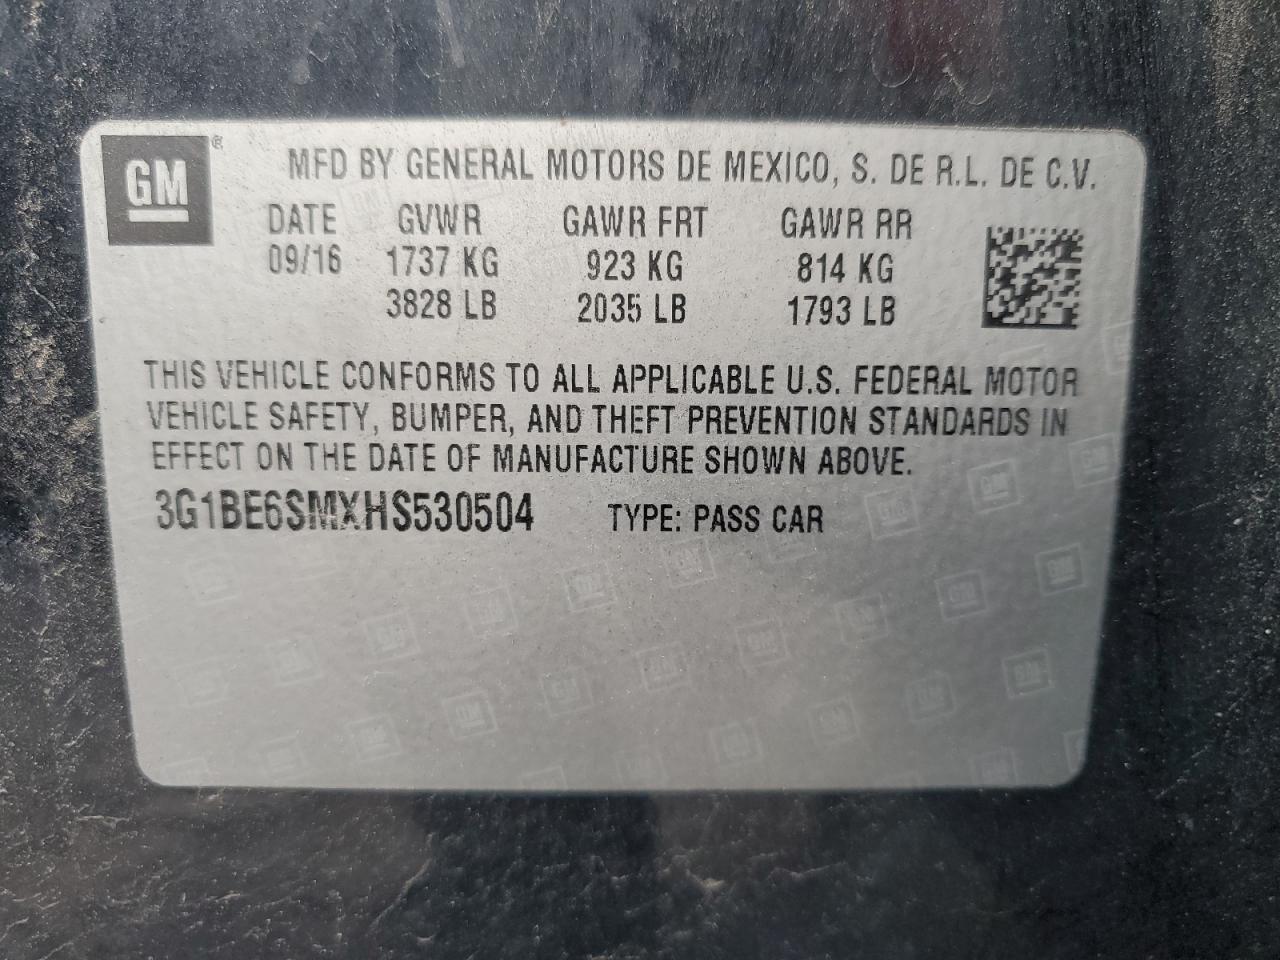 GM ® MFD BY GENERAL MOTORS DE MEXICO, S. DE R.L. DE C.V.
DATE GVWR GAWR FRT GAWR RR
09/16 1737 KG 923 KG 814 KG
3828 LB 2035 LB 1793 LB
THIS VEHICLE CONFORMS TO ALL APPLICABLE U.S. FEDERAL MOTOR
VEHICLE SAFETY, BUMPER, AND THEFT PREVENTION STANDARDS IN
EFFECT ON THE DATE OF MANUFACTURE SHOWN ABOVE.
3G1BE6SMXHS530504 TYPE: PASS CAR